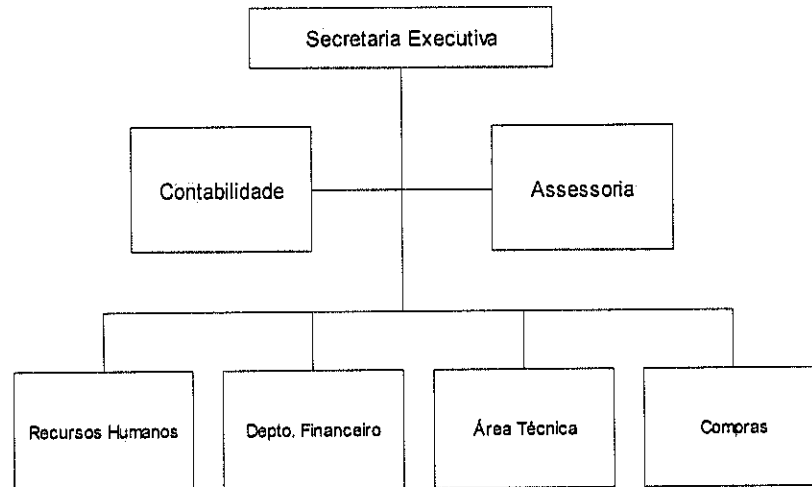 Secretaria Executiva
Contabilidade
Assessoria
Recursos Humanos
Depto. Financeiro
Área Técnica
Compras